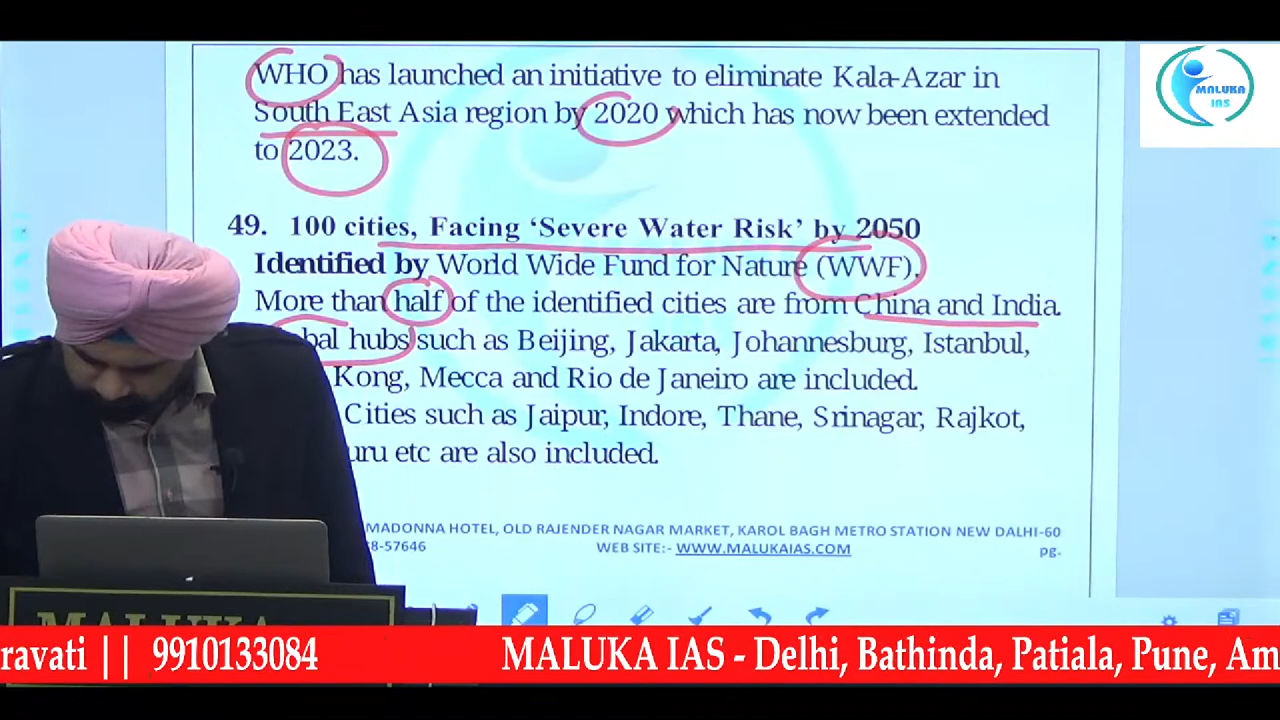 WHO has launched an initiative to eliminate Kala-Azar in
South East Asia region by 2020 which has now been extended
to 2023.
MALUKA
IAS
49. 100 cities, Facing ‘Severe Water Risk’ by 2050
Identified by World Wide Fund for Nature (WWF).
More than half of the identified cities are from China and India.
hubs such as Beijing, Jakarta, Johannesburg, Istanbul,
Kong, Mecca and Rio de Janeiro are included.
Cities such as Jaipur, Indore, Thane, Srinagar, Rajkot,
etc are also included.
MADONNA HOTEL, OLD RAJENDER NAGAR MARKET, KAROL BAGH METRO STATION NEW DELHI-60
8-57646 WEB SITE:- WWW.MALUKAIAS.COM pg-
MALUKA
ravati || 9910133084 MALUKA IAS - Delhi, Bathinda, Patiala, Pune, Am